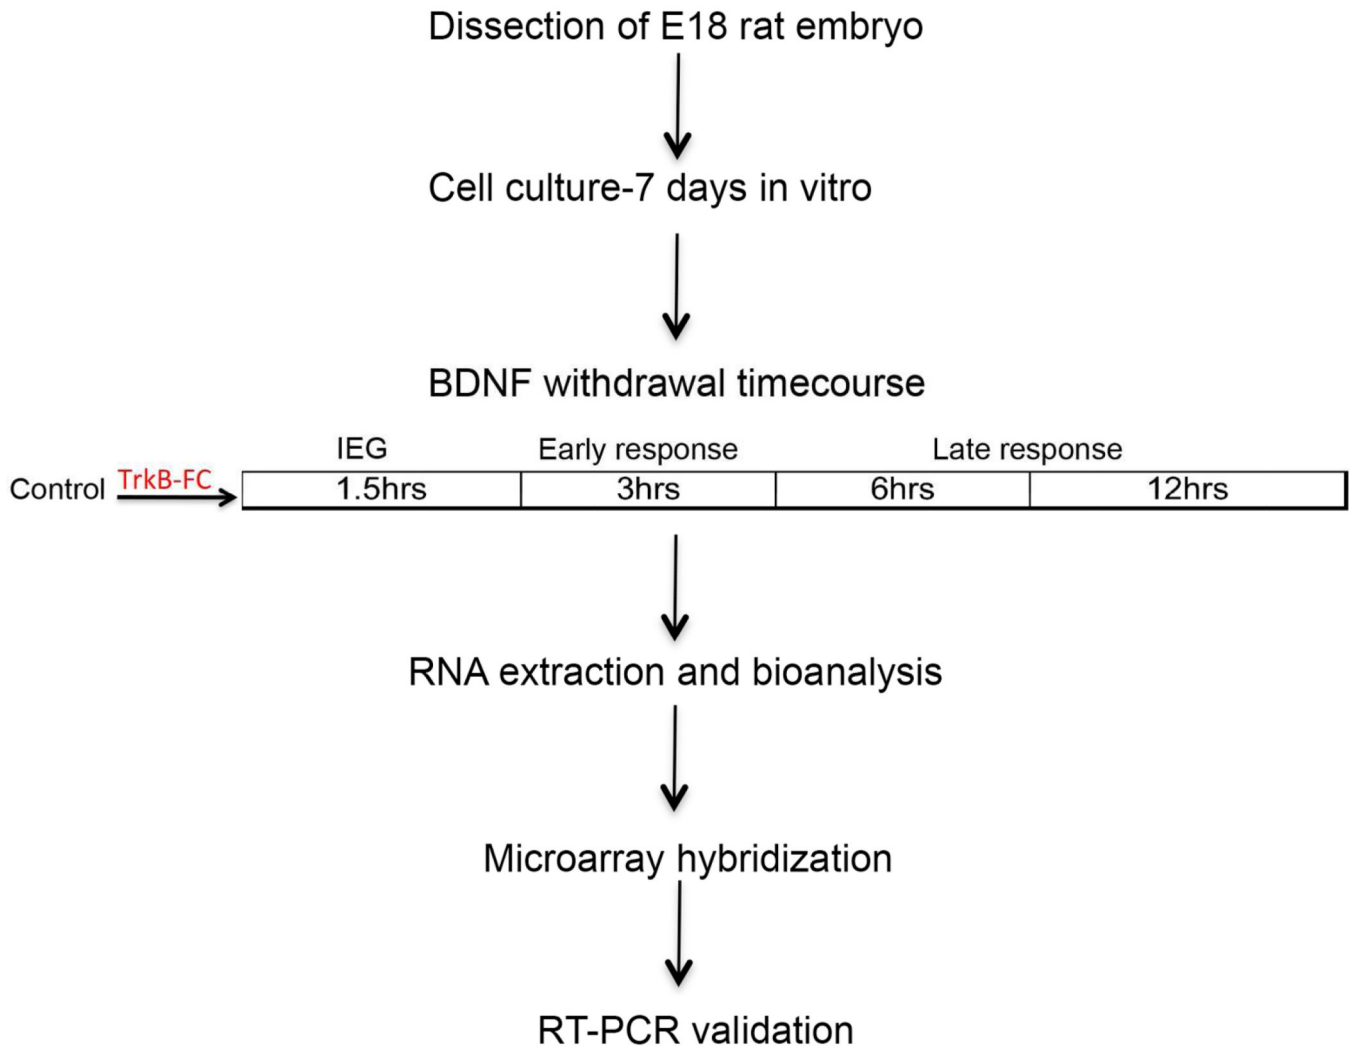 Dissection of E18 rat embryo
Cell culture-7 days in vitro
BDNF withdrawal timecourse
IEG Early response Late response
Control TrkB-FC 1.5hrs 3hrs 6hrs 12hrs
RNA extraction and bioanalysis
Microarray hybridization
RT-PCR validation